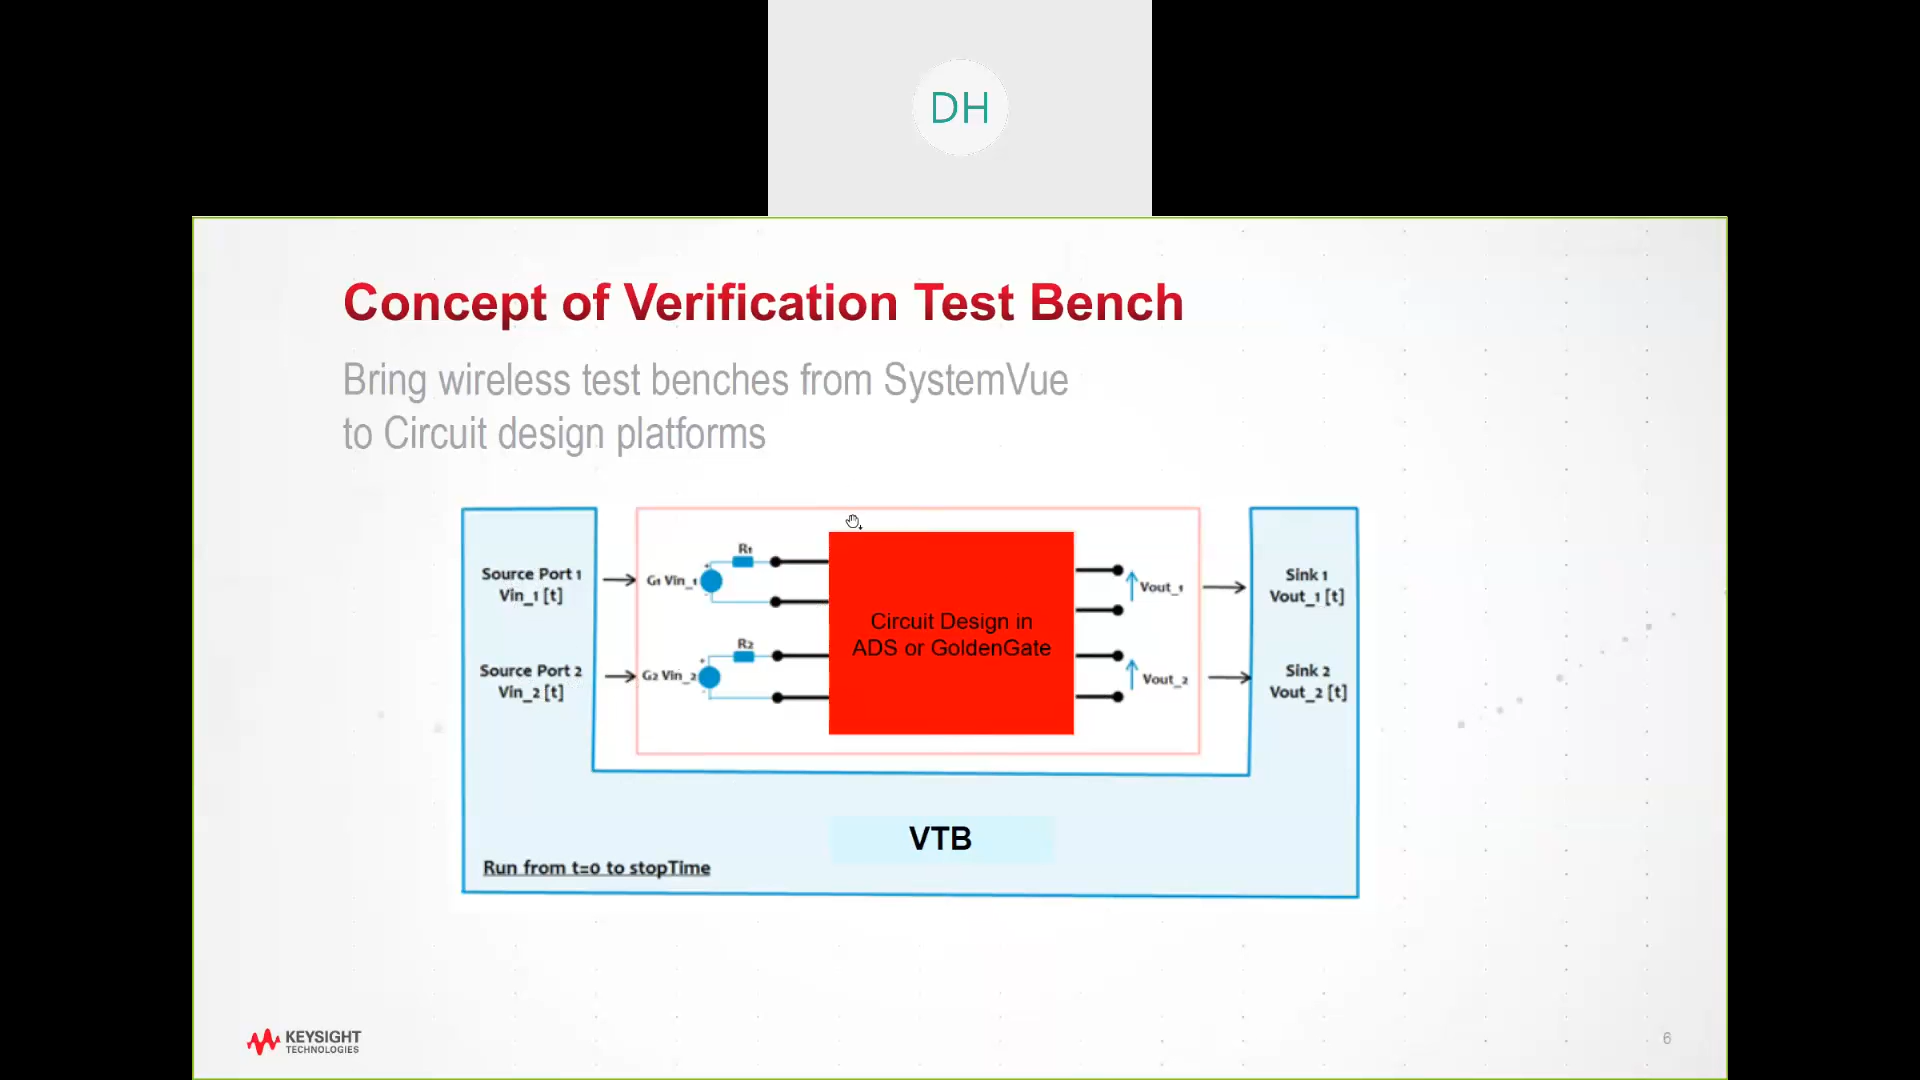 DH
Concept of Verification Test Bench
Bring wireless test benches from SystemVue
to Circuit design platforms
Source Port 1
Vin_1 [t]
G1 Vin_1
R1
Vout_1
Sink 1
Vout_1 [t]
Circuit Design in
ADS or GoldenGate
Source Port 2
Vin_2 [t]
G2 Vin_2
R2
Vout_2
Sink 2
Vout_2 [t]
VTB
Run from t=0 to stopTime
KEYSIGHT
TECHNOLOGIES
6